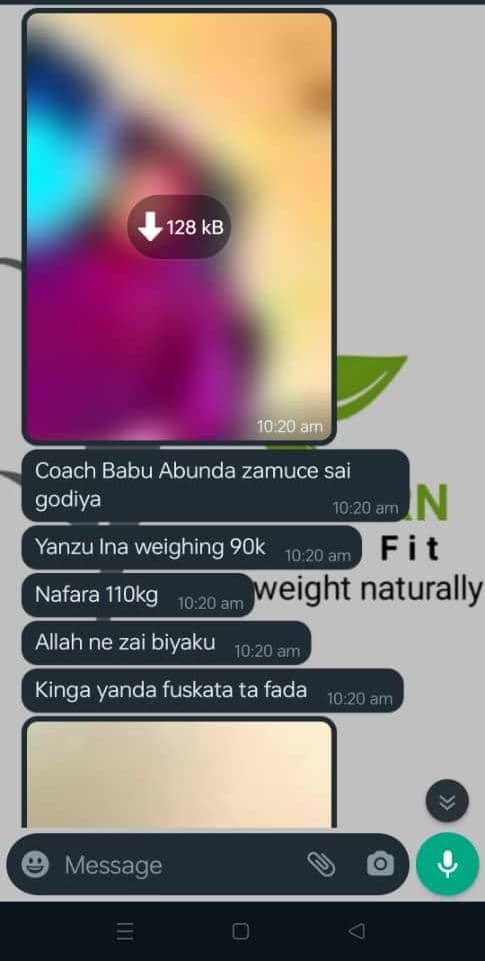 128 kB
10:20 am
Coach Babu Abunda zamuce sai
godiya
10:20 am
Yanzu Ina weighing 90k 10:20 am
Fit
Nafara 110kg 10:20 am
weight naturally
Allah ne zai biyaku 10:20 am
Kinga yanda fuskata ta fada 10:20 am
Message